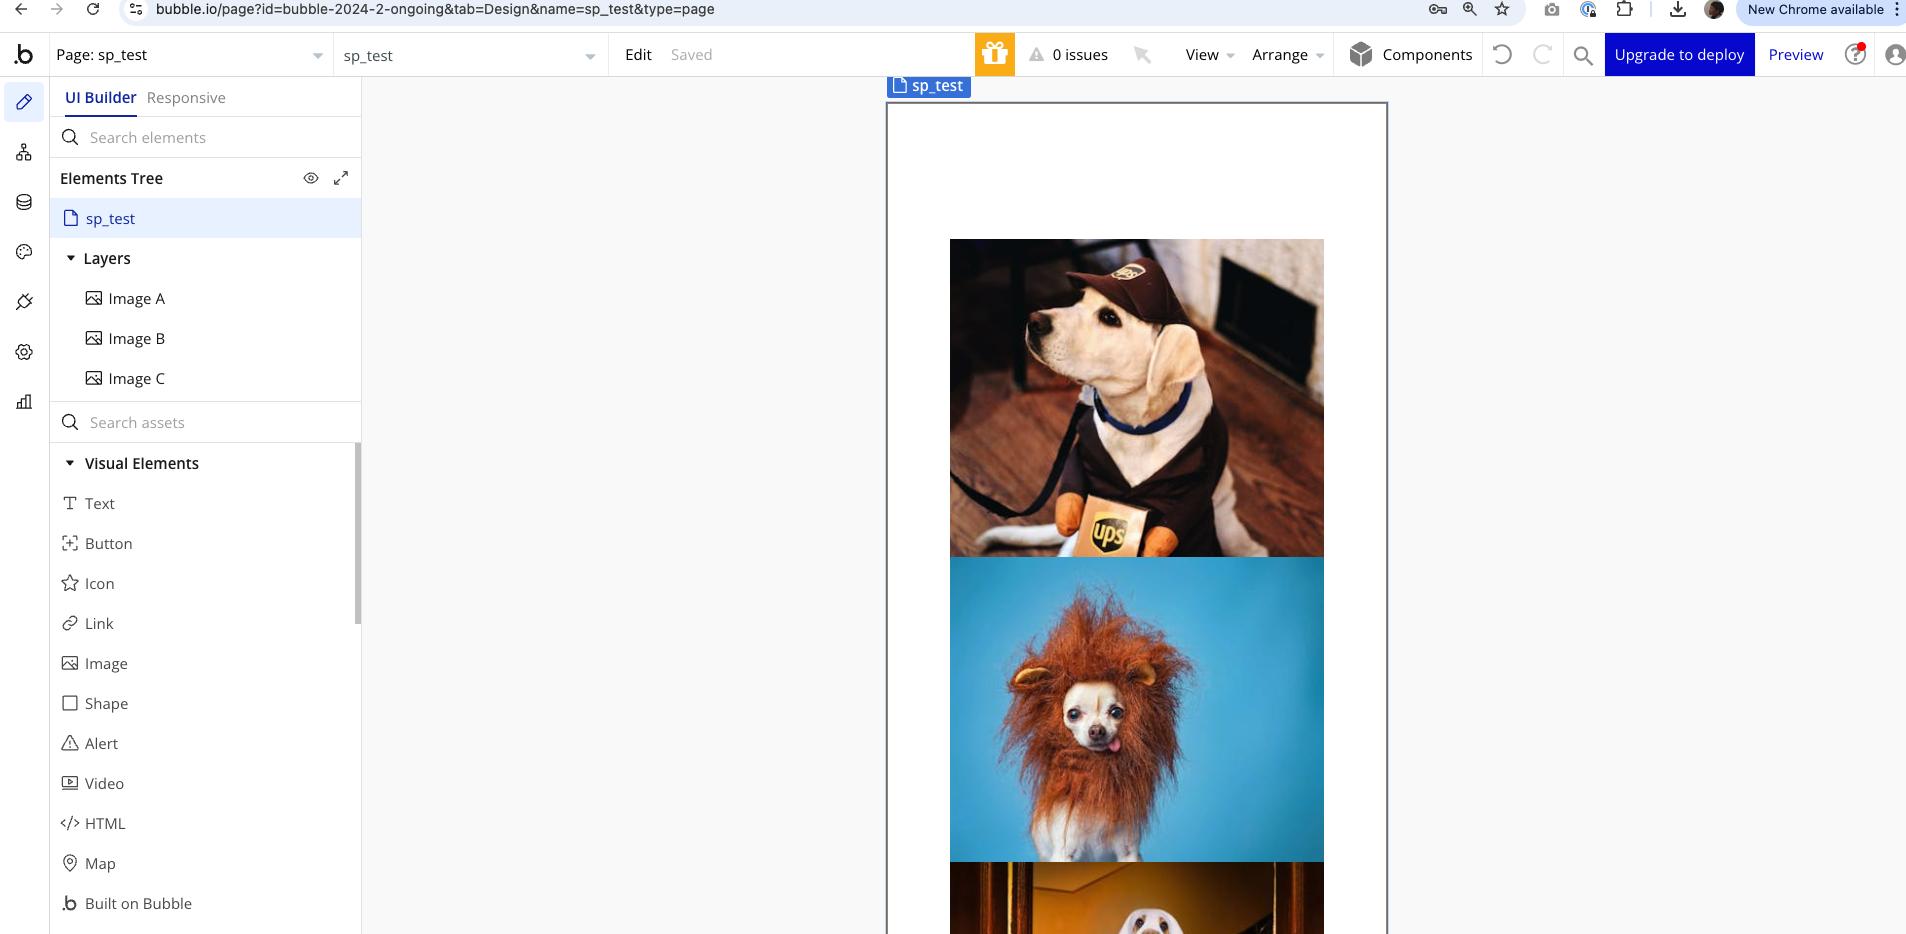 bubble.io/page?id=bubble-2024-2-ongoing&tab=Design&name=sp_test&type=page
New Chrome available
b
Page: sp_test
sp_test
Edit
Saved
0 issues
View
Arrange
Components
Upgrade to deploy
Preview
UI Builder
Responsive
sp_test
Search elements
Elements Tree
sp_test
Layers
Image A
Image B
Image C
Search assets
Visual Elements
Text
Button
Icon
Link
Image
Shape
Alert
Video
HTML
Map
Built on Bubble
ups
ups